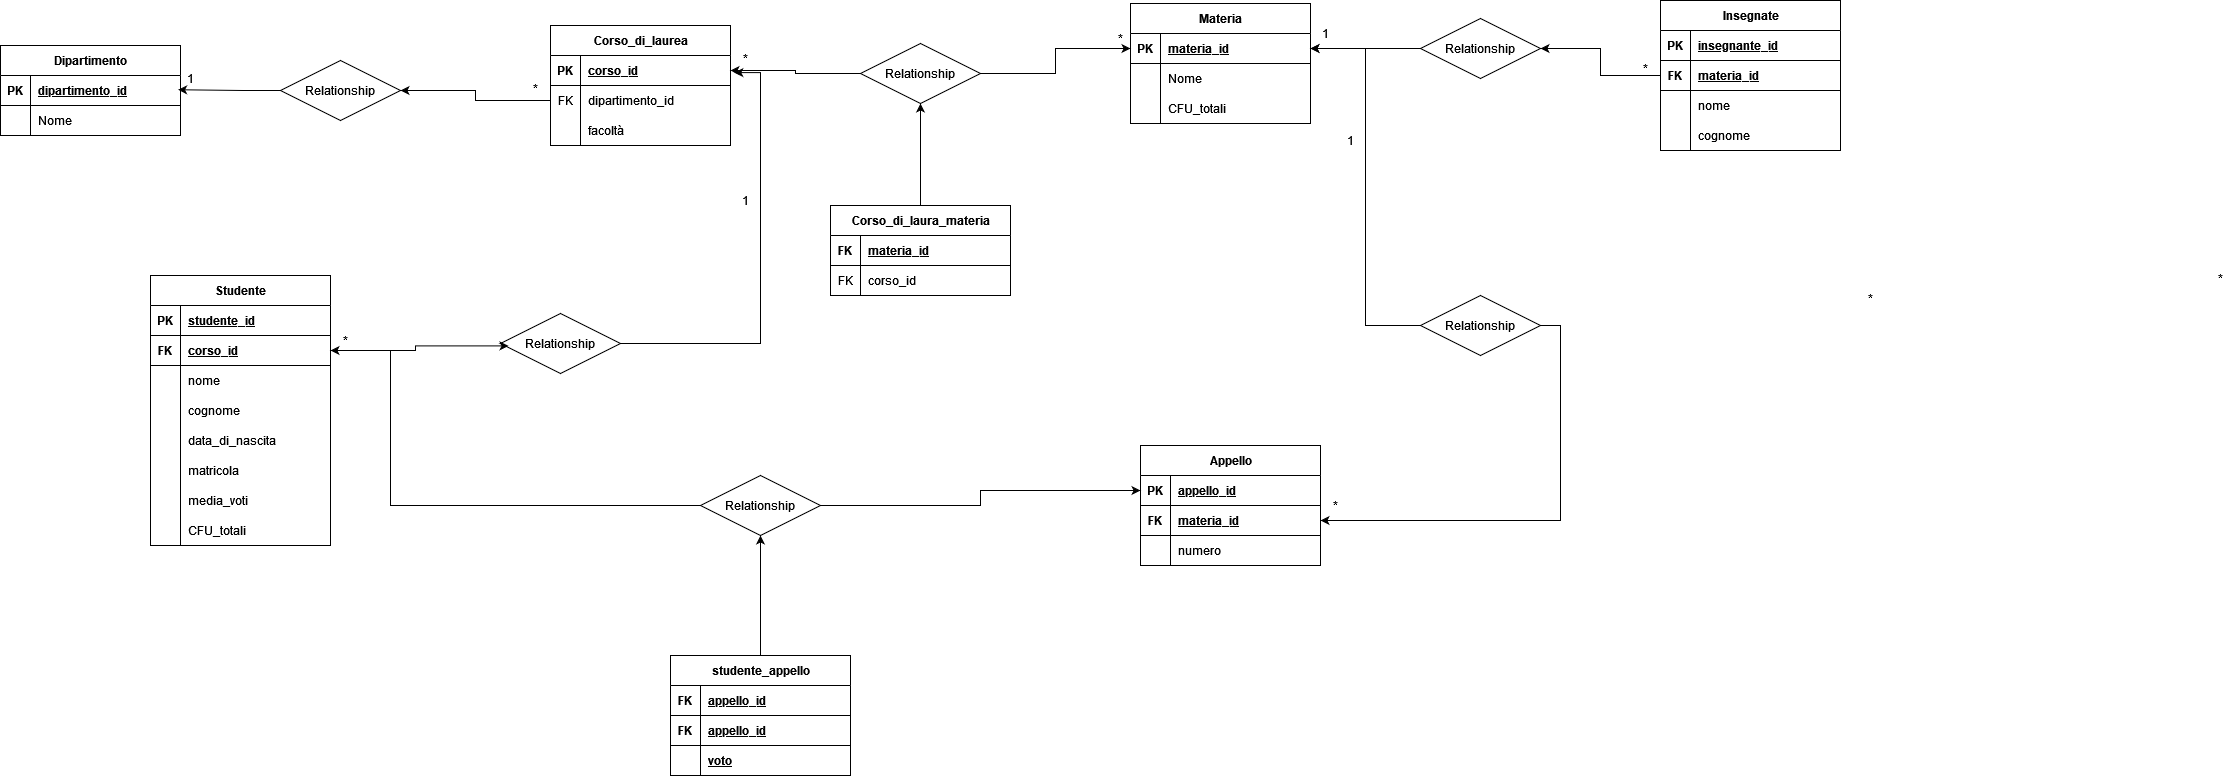 Dipartimento
PK dipartimento_id
Nome
1
Relationship
*
Corso_di_laurea
PK corso_id
FK dipartimento_id
facoltà
*
Relationship
*
Materia
PK materia_id
Nome
CFU_totali
1
Relationship
*
Insegnate
PK insegnante_id
FK materia_id
nome
cognome
1
1
Corso_di_laura_materia
FK materia_id
FK corso_id
Studente
PK studente_id
FK corso_id
nome
cognome
data_di_nascita
matricola
media_voti
CFU_totali
*
Relationship
Relationship
*
*
Relationship
Appello
PK appello_id
FK materia_id
numero
*
studente_appello
FK appello_id
FK appello_id
voto